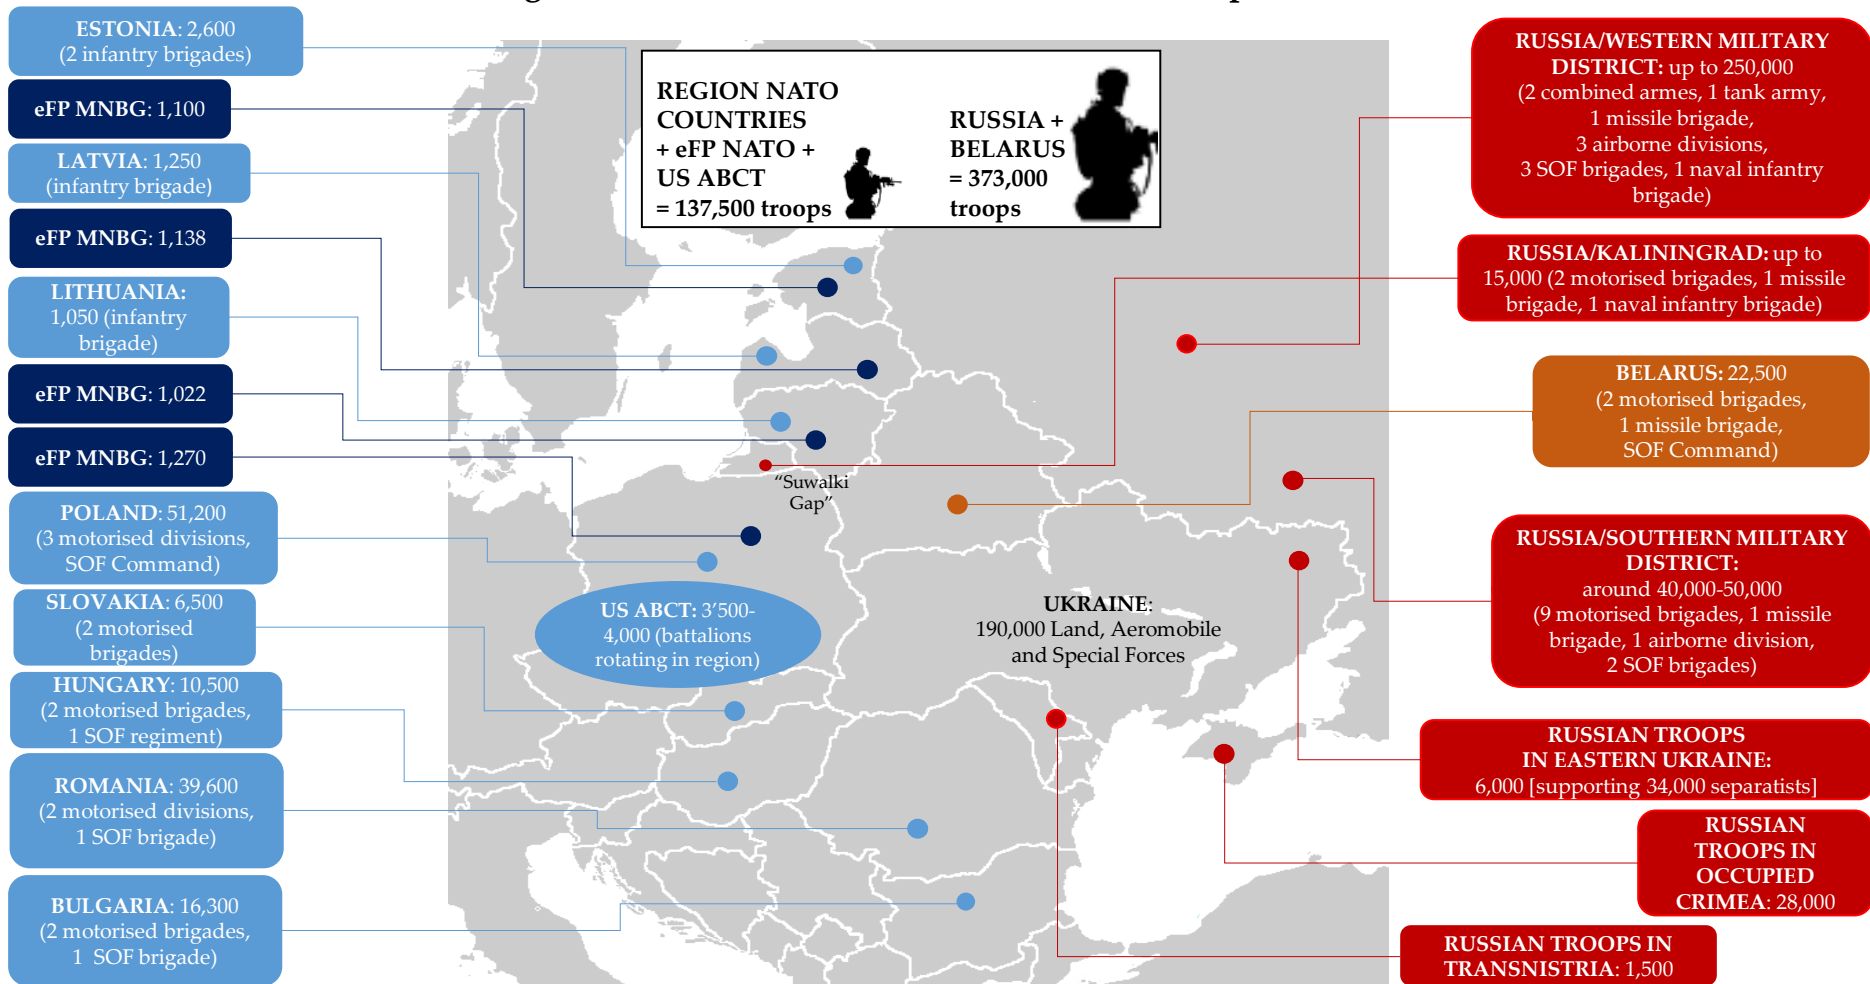 ESTONIA: 2,600
(2 infantry brigades)
eFP MNBG: 1,100
LATVIA: 1,250
(infantry brigade)
eFP MNBG: 1,138
LITHUANIA:
1,050 (infantry
brigade)
eFP MNBG: 1,022
eFP MNBG: 1,270
POLAND: 51,200
(3 motorised divisions,
SOF Command)
SLOVAKIA: 6,500
(2 motorised
brigades)
HUNGARY: 10,500
(2 motorised brigades,
1 SOF regiment)
ROMANIA: 39,600
(2 motorised divisions,
1 SOF brigade)
BULGARIA: 16,300
(2 motorised brigades,
1 SOF brigade)
REGION NATO
COUNTRIES
+ eFP NATO +
US ABCT
= 137,500 troops
RUSSIA +
BELARUS
= 373,000
troops
"Suwalki
Gap"
US ABCT: 3'500-
4,000 (battalions
rotating in region)
UKRAINE:
190,000 Land, Aeromobile
and Special Forces
RUSSIA/WESTERN MILITARY
DISTRICT: up to 250,000
(2 combined armes, 1 tank army,
1 missile brigade,
3 airborne divisions,
3 SOF brigades, 1 naval infantry
brigade)
RUSSIA/KALININGRAD: up to
15,000 (2 motorised brigades, 1 missile
brigade, 1 naval infantry brigade)
BELARUS: 22,500
(2 motorised brigades,
1 missile brigade,
SOF Command)
RUSSIA/SOUTHERN MILITARY
DISTRICT:
around 40,000-50,000
(9 motorised brigades, 1 missile
brigade, 1 airborne division,
2 SOF brigades)
RUSSIAN TROOPS
IN EASTERN UKRAINE:
6,000 [supporting 34,000 separatists]
RUSSIAN
TROOPS IN
OCCUPIED
CRIMEA: 28,000
RUSSIAN TROOPS IN
TRANSNISTRIA: 1,500